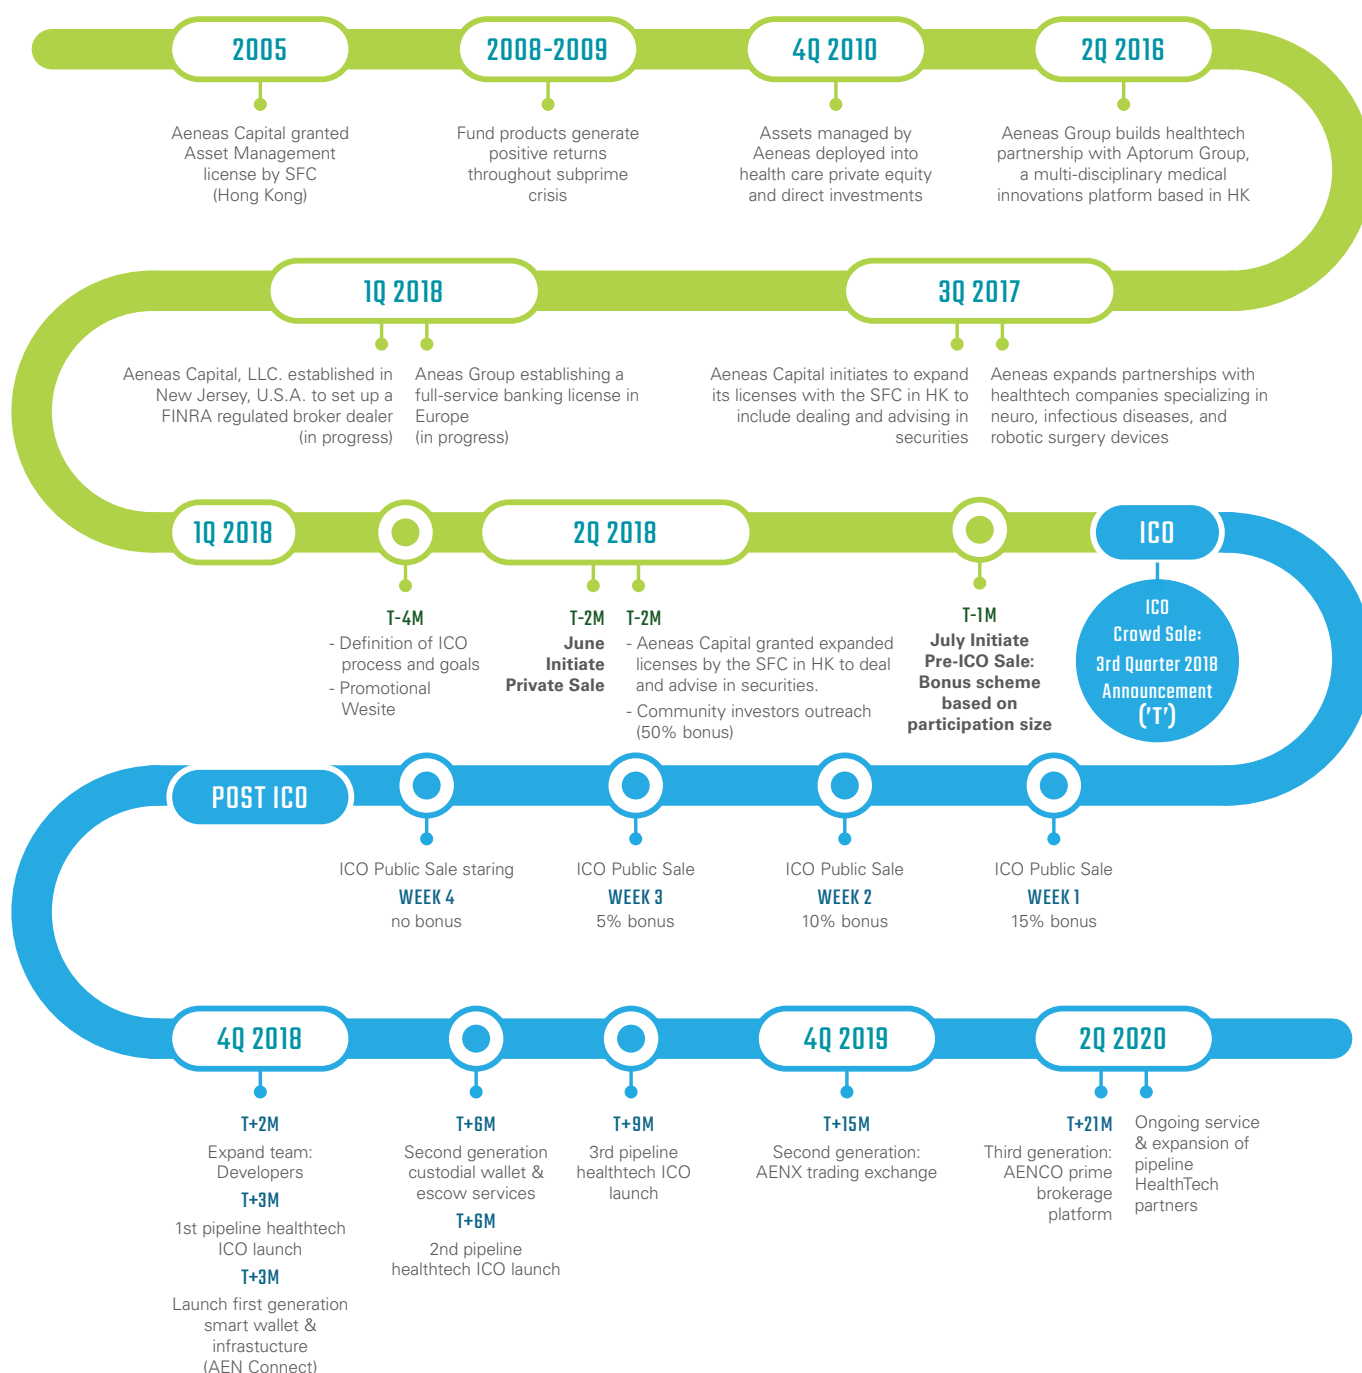 2005
2008-2009
4Q 2010
2Q 2016
Aeneas Capital granted
Asset Management
license by SFC
(Hong Kong)
Fund products generate
positive returns
throughout subprime
crisis
Assets managed by
Aeneas deployed into
health care private equity
and direct investments
Aeneas Group builds healthtech
partnership with Aptorum Group,
a multi-disciplinary medical
innovations platform based in HK
1Q 2018
3Q 2017
Aeneas Capital, LLC. established in
New Jersey, U.S.A. to set up a
FINRA regulated broker dealer
(in progress)
Aneas Group establishing a
full-service banking license in
Europe
(in progress)
Aeneas Capital initiates to expand
its licenses with the SFC in HK to
include dealing and advising in
securities
Aeneas expands partnerships with
healthtech companies specializing in
neuro, infectious diseases, and
robotic surgery devices
1Q 2018
2Q 2018
ICO
T-4M
- Definition of ICO
process and goals
- Promotional
Wesite
T-2M
June
Initiate
Private Sale
T-2M
- Aeneas Capital granted expanded
licenses by the SFC in HK to deal
and advise in securities.
- Community investors outreach
(50% bonus)
T-1M
July Initiate
Pre-ICO Sale:
Bonus scheme
based on
participation size
ICO
Crowd Sale:
3rd Quarter 2018
Announcement
('T')
POST ICO
ICO Public Sale staring
WEEK 4
no bonus
ICO Public Sale
WEEK 3
5% bonus
ICO Public Sale
WEEK 2
10% bonus
ICO Public Sale
WEEK 1
15% bonus
4Q 2018
4Q 2019
2Q 2020
T+2M
Expand team:
Developers
T+3M
1st pipeline healthtech
ICO launch
T+3M
Launch first generation
smart wallet &
infrastucture
(AEN Connect)
T+6M
Second generation
custodial wallet &
escow services
T+6M
2nd pipeline
healthtech ICO launch
T+9M
3rd pipeline
healthtech ICO
launch
T+15M
Second generation:
AENX trading exchange
T+21M
Third generation:
AENCO prime
brokerage
platform
Ongoing service
& expansion of
pipeline
HealthTech
partners